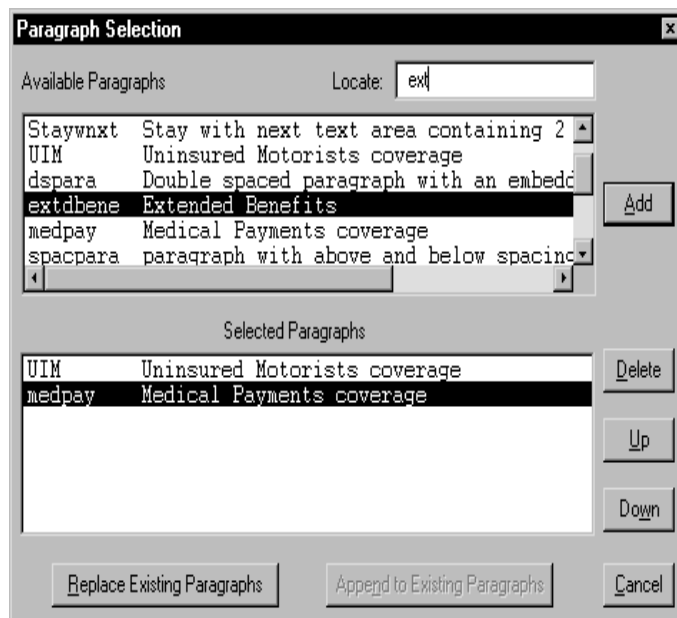 Paragraph Selection
Available Paragraphs Locate: ext
Staywnxt Stay with next text area containing 2
UIM Uninsured Motorists coverage
dspara Double spaced paragraph with an embedd
extdbene Extended Benefits
Add
medpay Medical Payments coverage
spacpara paragraph with above and below spacing
Selected Paragraphs
UIM Uninsured Motorists coverage
Delete
medpay Medical Payments coverage
Up
Down
Replace Existing Paragraphs Append to Existing Paragraphs Cancel